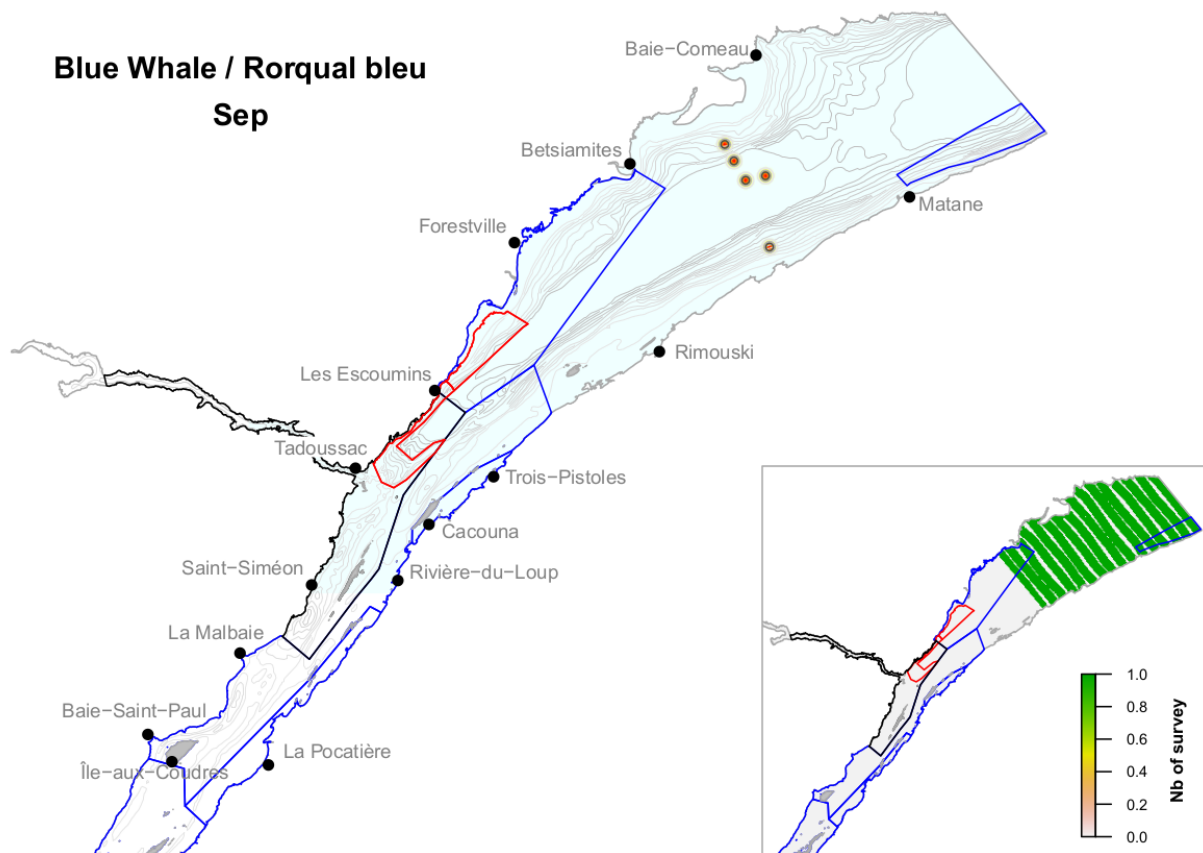 Blue Whale / Rorqual bleu
Sep
Baie−Comeau
Betsiamites
Matane
Forestville
Rimouski
Les Escoumins
Tadoussac
Trois−Pistoles
Cacouna
Saint−Siméon
Rivière−du−Loup
La Malbaie
Baie−Saint−Paul
La Pocatière
Île−aux−Coudres
1.0
0.8
0.6
0.4
0.2
0.0
Nb of survey